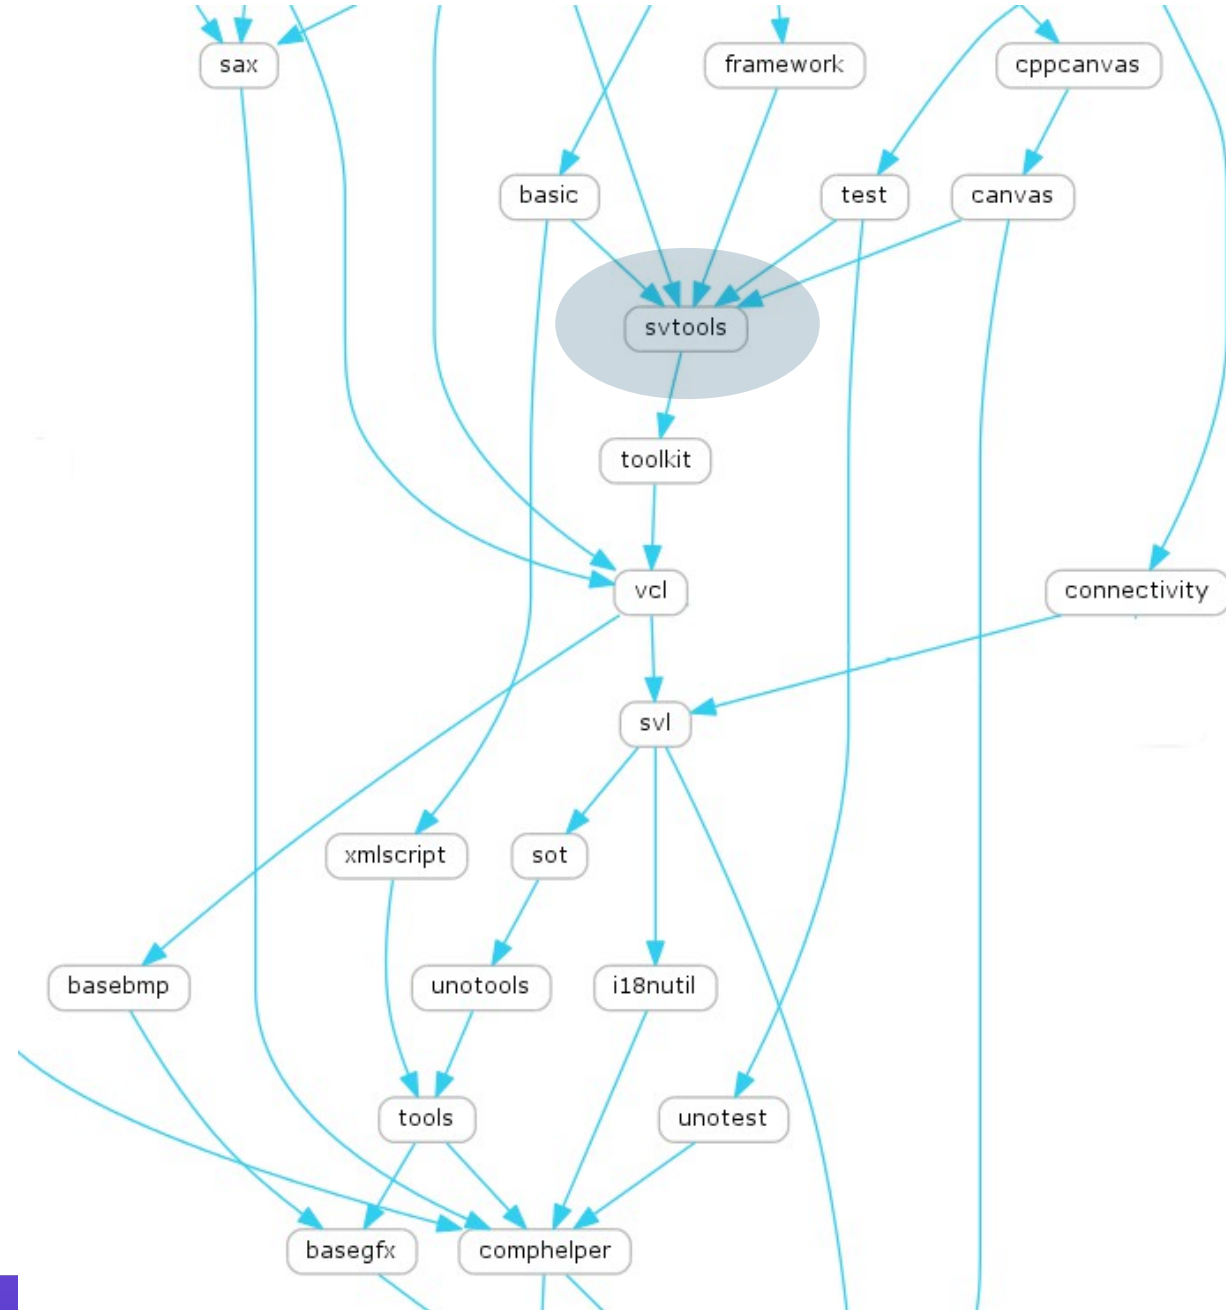 sax
framework
cppcanvas
basic
test
canvas
svtools
toolkit
vcl
connectivity
svl
xmlscript
sot
basebmp
unotools
i18nutil
tools
unotest
basegfx
comphelper